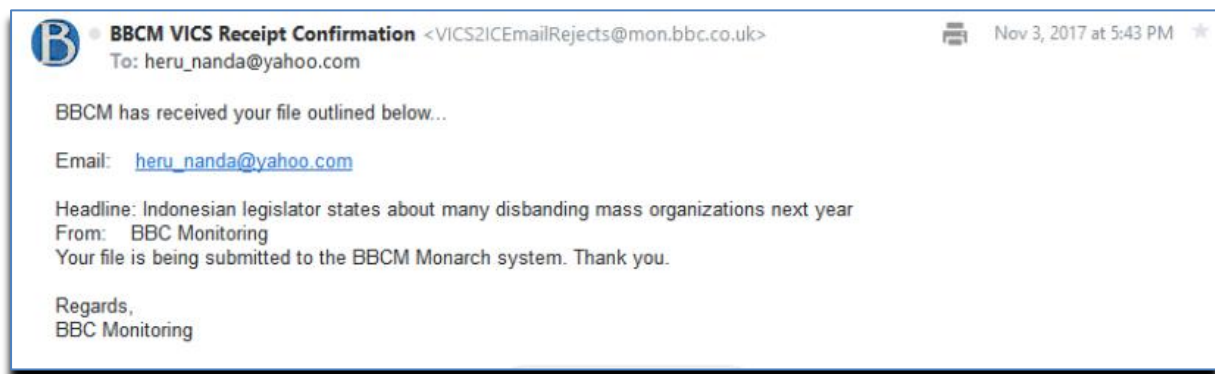 B
BBCM VICS Receipt Confirmation <VICS2ICEmailRejects@mon.bbc.co.uk>
Nov 3, 2017 at 5:43 PM
To: heru_nanda@yahoo.com
BBCM has received your file outlined below...
Email: heru_nanda@yahoo.com
Headline: Indonesian legislator states about many disbanding mass organizations next year
From: BBC Monitoring
Your file is being submitted to the BBCM Monarch system. Thank you.
Regards,
BBC Monitoring